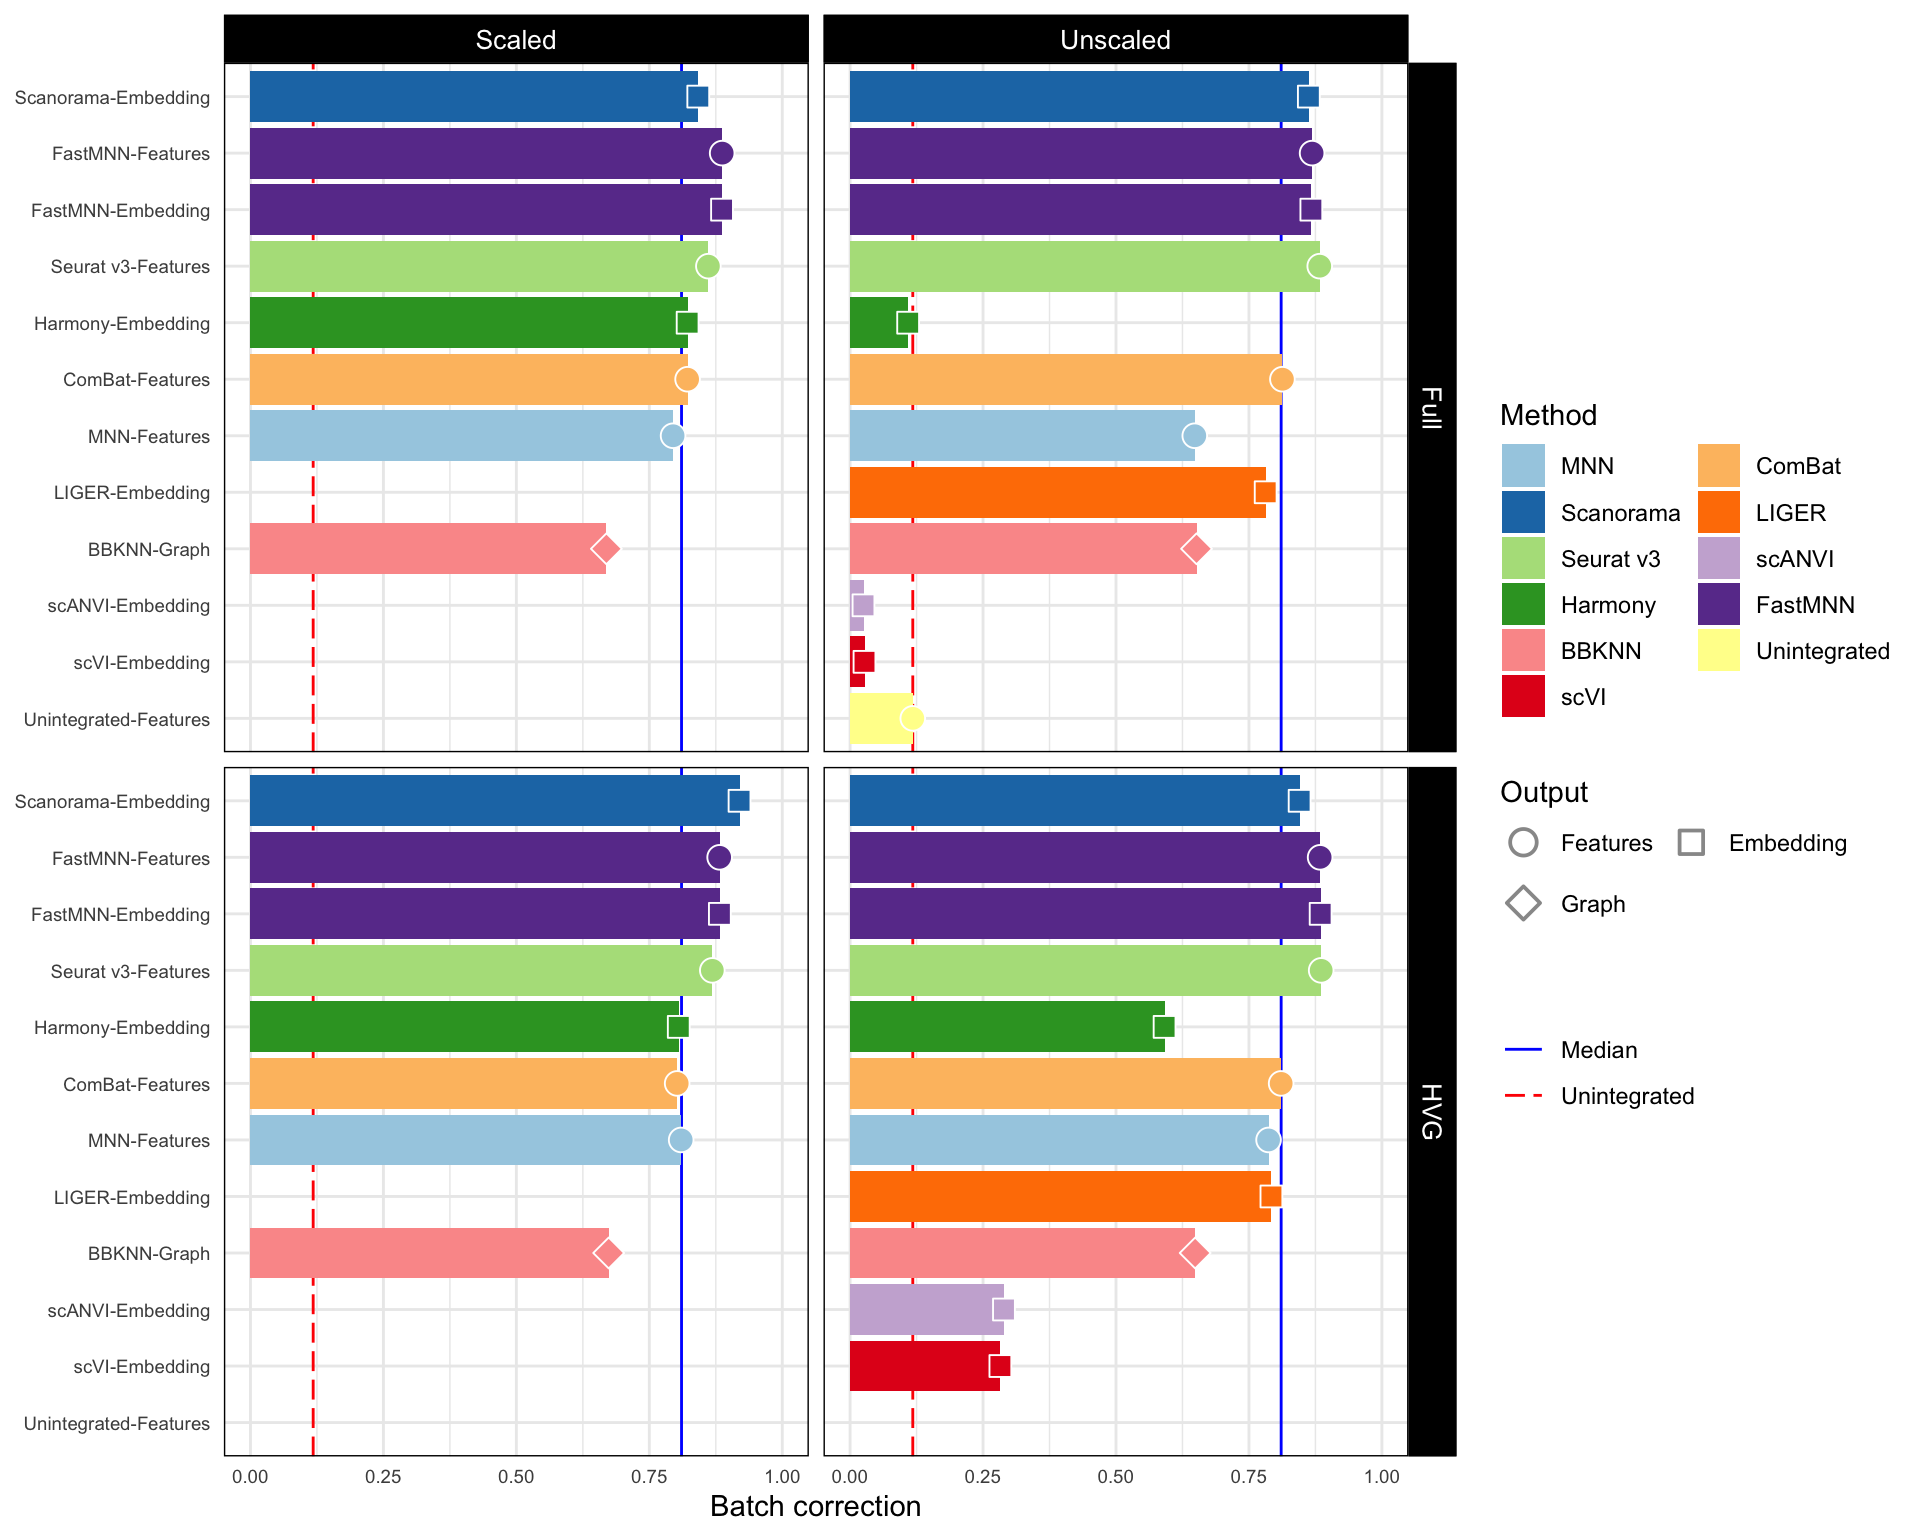 Scaled
Unscaled
Scanorama-Embedding
FastMNN-Features
FastMNN-Embedding
Seurat v3-Features
Harmony-Embedding
ComBat-Features
MNN-Features
LIGER-Embedding
BBKNN-Graph
scANVI-Embedding
scVI-Embedding
Unintegrated-Features
Full
Scanorama-Embedding
FastMNN-Features
FastMNN-Embedding
Seurat v3-Features
Harmony-Embedding
ComBat-Features
MNN-Features
LIGER-Embedding
BBKNN-Graph
scANVI-Embedding
scVI-Embedding
Unintegrated-Features
HVG
0.00 0.25 0.50 0.75 1.00
0.00 0.25 0.50 0.75 1.00
Batch correction
Method
MNN
Scanorama
Seurat v3
Harmony
BBKNN
scVI
ComBat
LIGER
scANVI
FastMNN
Unintegrated
Output
Features
Embedding
Graph
Median
Unintegrated